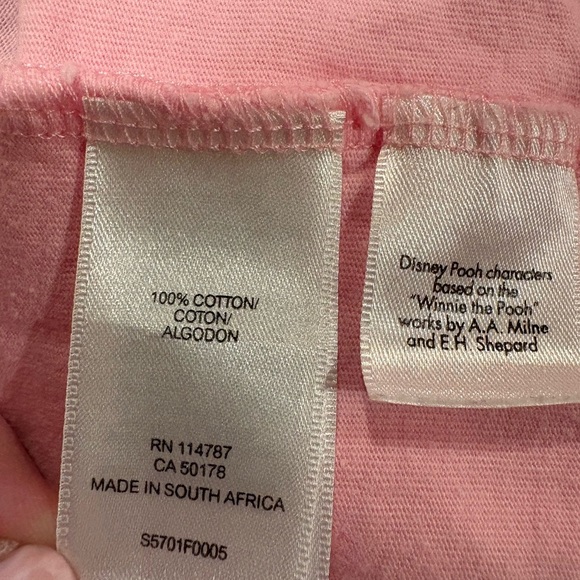 100% COTTON/
COTON/
ALGODON
RN 114787
CA 50178
MADE IN SOUTH AFRICA
S5701F0005
Disney Pooh characters
based on the
"Winnie the Pooh"
works by A.A. Milne
and E.H. Shepard